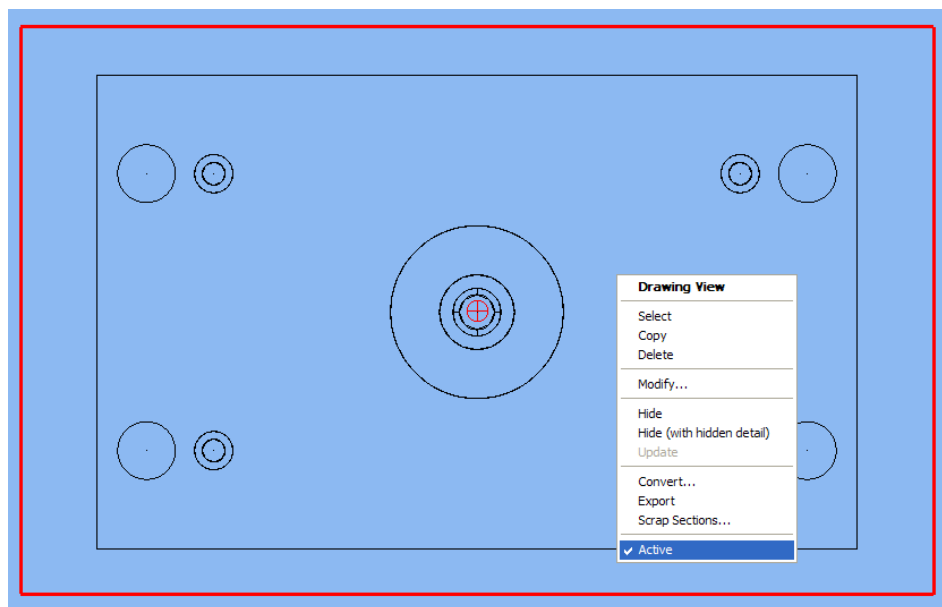 Drawing View
Select
Copy
Delete
Modify...
Hide
Hide (with hidden detail)
Update
Convert...
Export
Scrap Sections...
Active